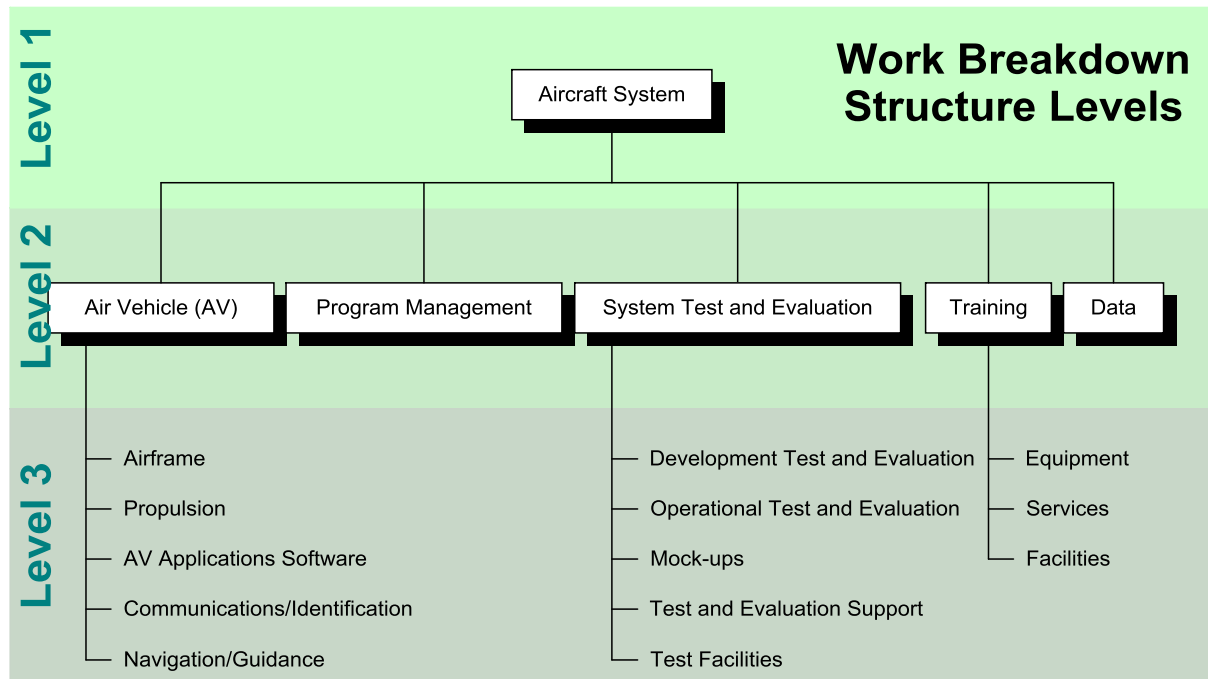 Level 1
Work Breakdown
Structure Levels
Aircraft System
Level 2
Air Vehicle (AV)
Program Management
System Test and Evaluation
Training
Data
Level 3
Airframe
Propulsion
AV Applications Software
Communications/Identification
Navigation/Guidance
Development Test and Evaluation
Operational Test and Evaluation
Mock-ups
Test and Evaluation Support
Test Facilities
Equipment
Services
Facilities